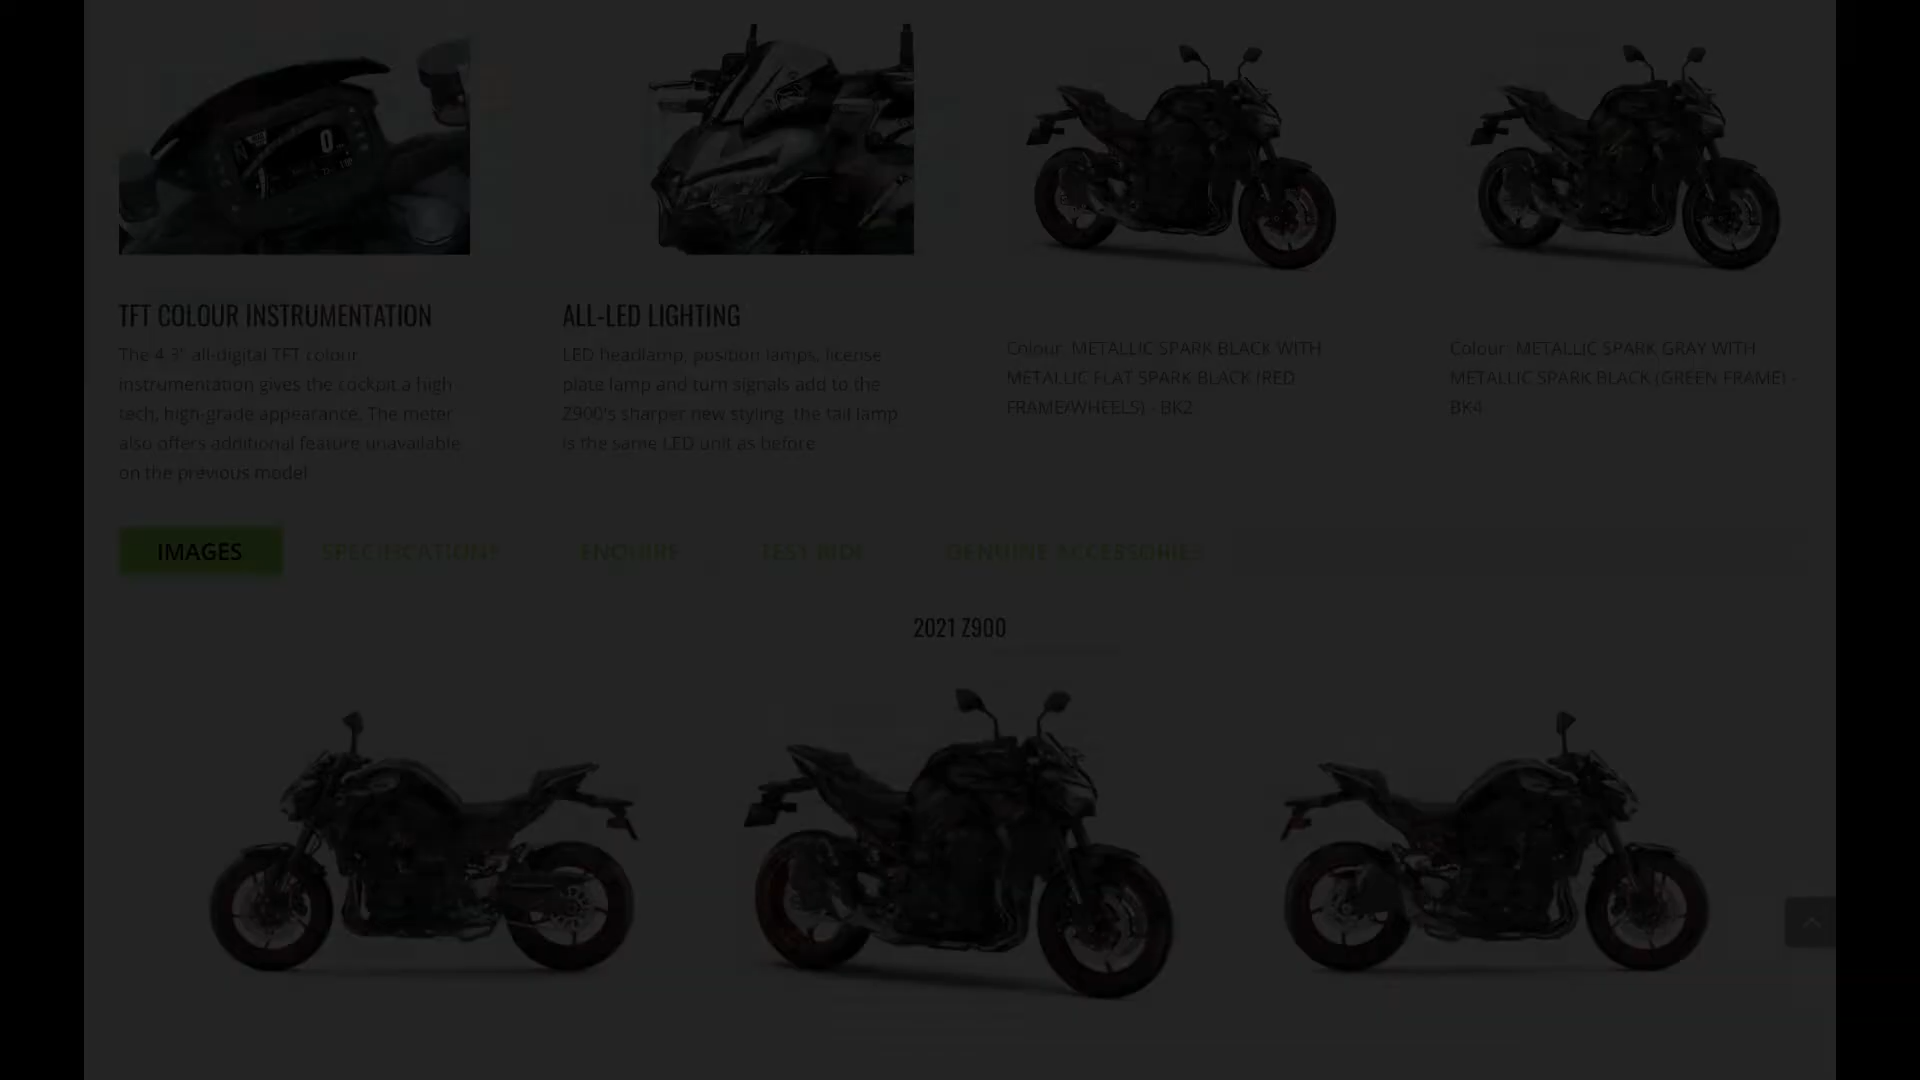 TFT COLOUR INSTRUMENTATION
The 4.3" all-digital TFT colour
instrumentation gives the cockpit a high-
tech, high-grade appearance. The meter
also offers additional feature unavailable
on the previous model
ALL-LED LIGHTING
LED headlamp, position lamps, license
plate lamp and turn signals add to the
Z900's sharper new styling. the tail lamp
is the same LED unit as before
Colour: METALLIC SPARK BLACK WITH
METALLIC FLAT SPARK BLACK (RED
FRAME/WHEELS) - BK2
Colour: METALLIC SPARK GRAY WITH
METALLIC SPARK BLACK (GREEN FRAME) -
BK4
IMAGES
SPECIFICATIONS
ENQUIRE
TEST RIDE
GENUINE ACCESSORIES
2021 Z900